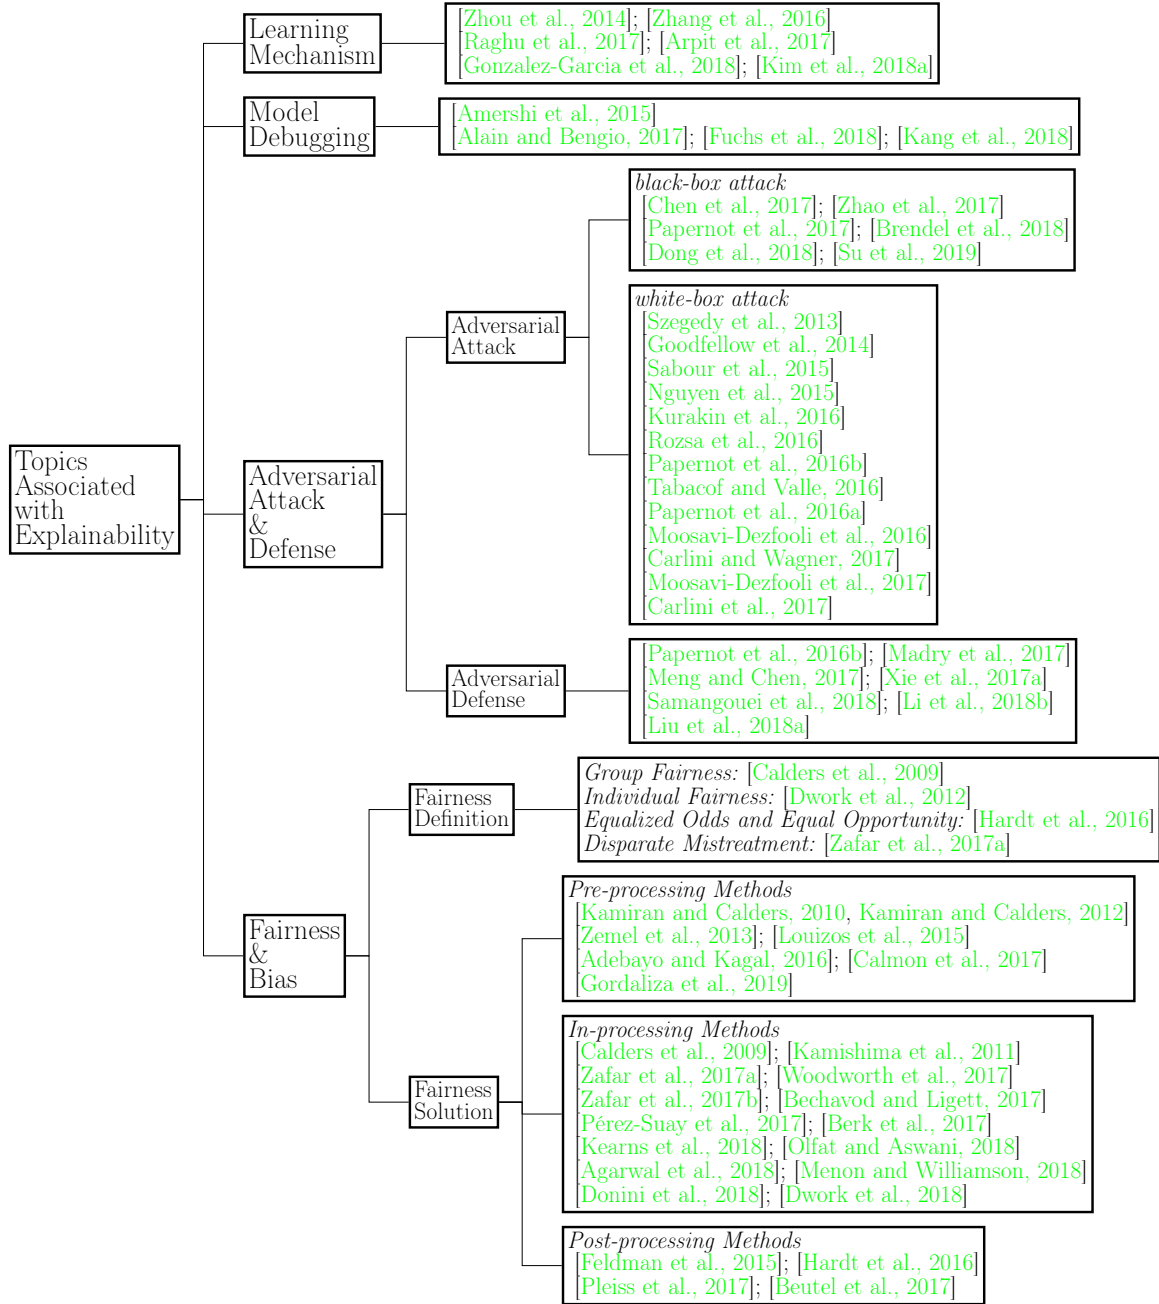 Topics
Associated
with
Explainability
Learning
Mechanism
[Zhou et al., 2014]; [Zhang et al., 2016]
[Raghu et al., 2017]; [Arpit et al., 2017]
[Gonzalez-Garcia et al., 2018]; [Kim et al., 2018a]
Model
Debugging
[Amershi et al., 2015]
[Alain and Bengio, 2017]; [Fuchs et al., 2018]; [Kang et al., 2018]
Adversarial
Attack
&
Defense
Adversarial
Attack
black-box attack
[Chen et al., 2017]; [Zhao et al., 2017]
[Papernot et al., 2017]; [Brendel et al., 2018]
[Dong et al., 2018]; [Su et al., 2019]
white-box attack
[Szegedy et al., 2013]
[Goodfellow et al., 2014]
[Sabour et al., 2015]
[Nguyen et al., 2015]
[Kurakin et al., 2016]
[Rozsa et al., 2016]
[Papernot et al., 2016b]
[Tabacof and Valle, 2016]
[Papernot et al., 2016a]
[Moosavi-Dezfooli et al., 2016]
[Carlini and Wagner, 2017]
[Moosavi-Dezfooli et al., 2017]
[Carlini et al., 2017]
Adversarial
Defense
[Papernot et al., 2016b]; [Madry et al., 2017]
[Meng and Chen, 2017]; [Xie et al., 2017a]
[Samangouei et al., 2018]; [Li et al., 2018b]
[Liu et al., 2018a]
Fairness
&
Bias
Fairness
Definition
Group Fairness: [Calders et al., 2009]
Individual Fairness: [Dwork et al., 2012]
Equalized Odds and Equal Opportunity: [Hardt et al., 2016]
Disparate Mistreatment: [Zafar et al., 2017a]
Fairness
Solution
Pre-processing Methods
[Kamiran and Calders, 2010, Kamiran and Calders, 2012]
[Zemel et al., 2013]; [Louizos et al., 2015]
[Adebayo and Kagal, 2016]; [Calmon et al., 2017]
[Gordaliza et al., 2019]
In-processing Methods
[Calders et al., 2009]; [Kamishima et al., 2011]
[Zafar et al., 2017a]; [Woodworth et al., 2017]
[Zafar et al., 2017b]; [Bechavod and Ligett, 2017]
[Pérez-Suay et al., 2017]; [Berk et al., 2017]
[Kearns et al., 2018]; [Olfat and Aswani, 2018]
[Agarwal et al., 2018]; [Menon and Williamson, 2018]
[Donini et al., 2018]; [Dwork et al., 2018]
Post-processing Methods
[Feldman et al., 2015]; [Hardt et al., 2016]
[Pleiss et al., 2017]; [Beutel et al., 2017]